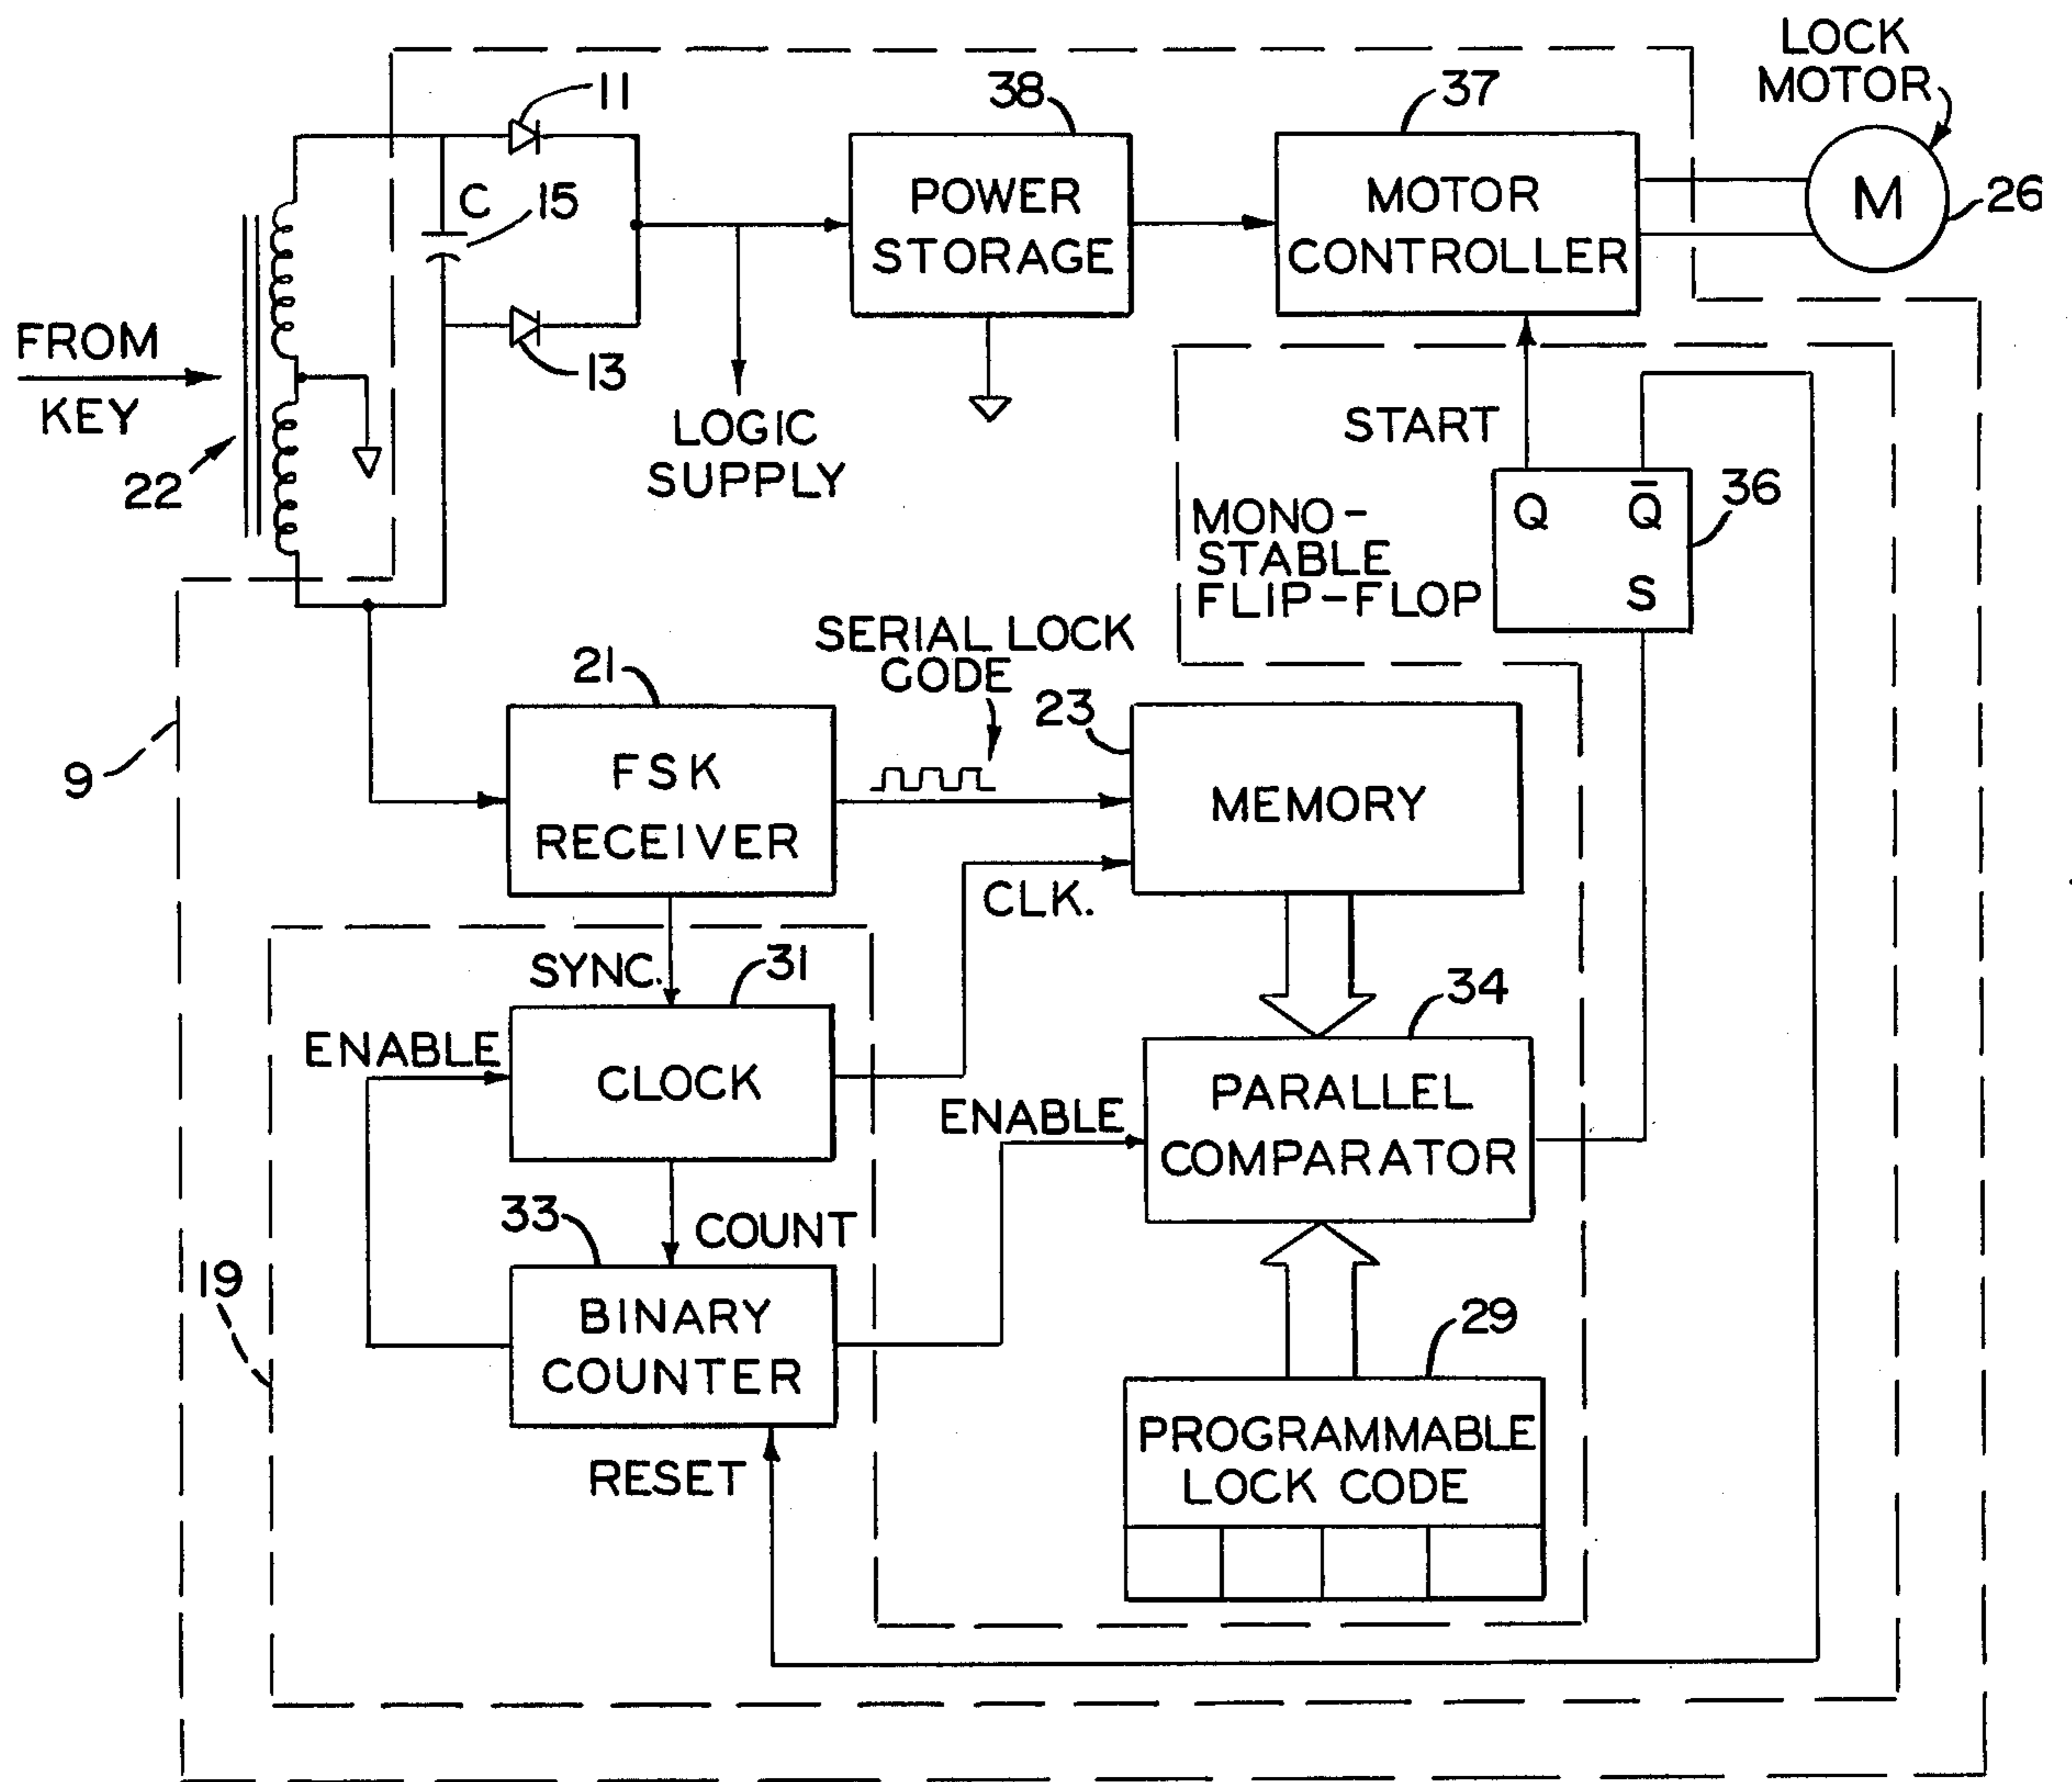 LOCK
MOTOR
11
38
37
C
15
POWER
STORAGE
MOTOR
CONTROLLER
M
26
FROM
KEY
13
22
LOGIC
SUPPLY
START
MONO-
STABLE
FLIP-FLOP
Q
Q̄
S
36
SERIAL LOCK
CODE
21
23
9
FSK
RECEIVER
MEMORY
CLK.
SYNC.
31
34
ENABLE
CLOCK
ENABLE
PARALLEL
COMPARATOR
33
COUNT
19
BINARY
COUNTER
29
RESET
PROGRAMMABLE
LOCK CODE